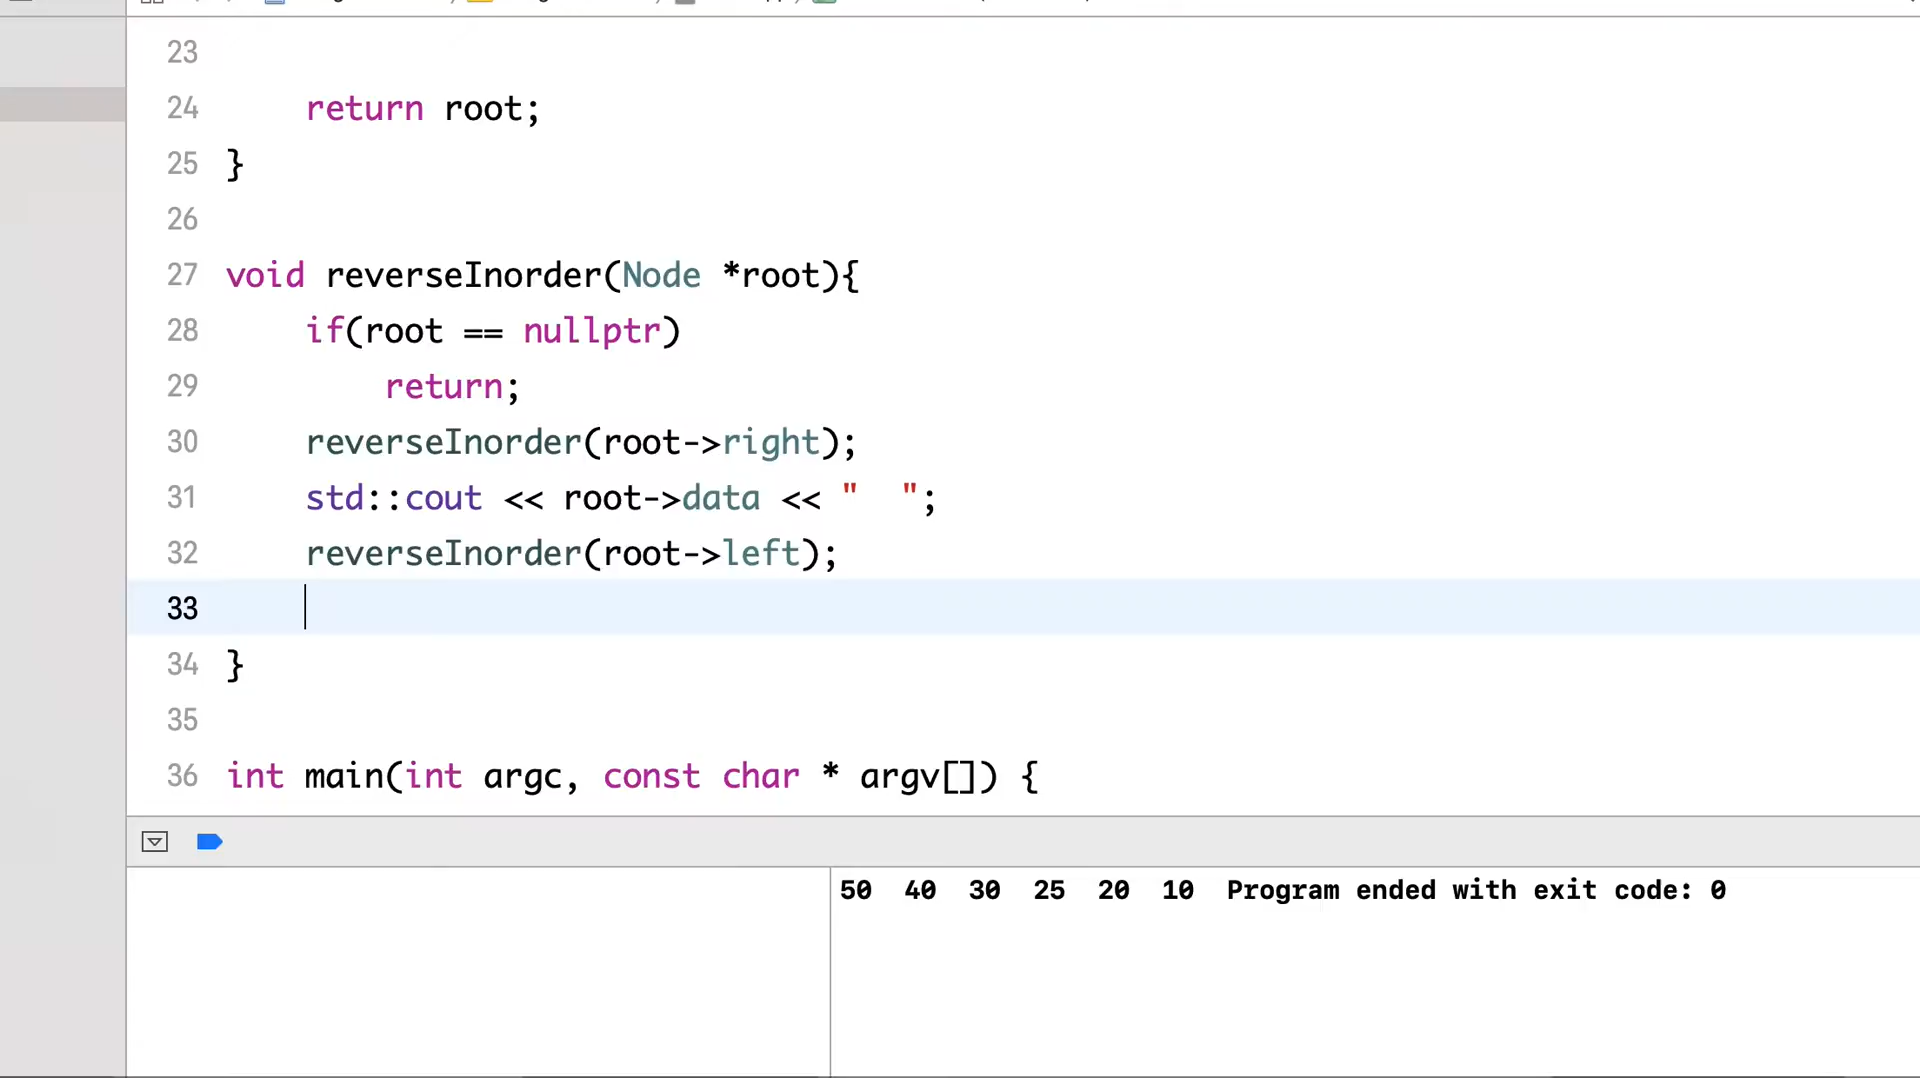 23
24 return root;
25 }
26
27 void reverseInorder(Node *root){
28 if(root == nullptr)
29 return;
30 reverseInorder(root->right);
31 std::cout << root->data << "  ";
32 reverseInorder(root->left);
33
34 }
35
36 int main(int argc, const char * argv[]) {
50  40  30  25  20  10  Program ended with exit code: 0